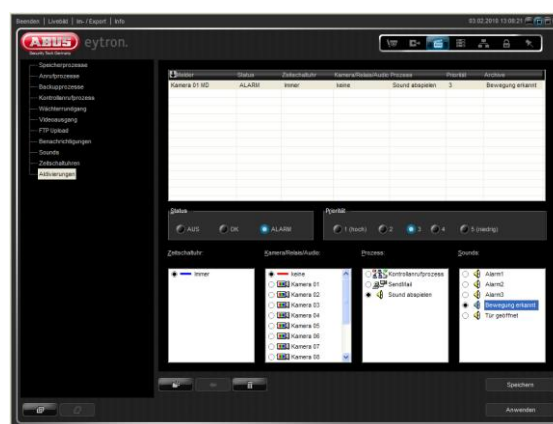 Beenden | Livebild | Im- / Export | Info
03.02.2010 13:09:21
ABUS
Security Tech Germany
eytron.
Speicherprozesse
Anrufprozesse
Backupprozesse
Kontrollanrufprozess
Wächterrundgang
Videoausgang
FTP Upload
Benachrichtigungen
Sounds
Zeitschaltuhren
Aktivierungen
Melder Status Zeitschaltuhr Kamera/Relais/Audio Prozess Priorität Archive
Kamera 01 MD ALARM Immer keine Sound abspielen 3 Bewegung erkannt
Status
AUS OK ALARM
Priorität
1 (hoch) 2 3 4 5 (niedrig)
Zeitschaltuhr:
Immer
Kamera/Relais/Audio:
keine
Kamera 01
Kamera 02
Kamera 03
Kamera 04
Kamera 05
Kamera 06
Kamera 07
Kamera 08
Prozess:
Kontrollanrufprozess
SendMail
Sound abspielen
Sounds:
Alarm1
Alarm2
Alarm3
Bewegung erkannt
Tür geöffnet
Speichern
Anwenden